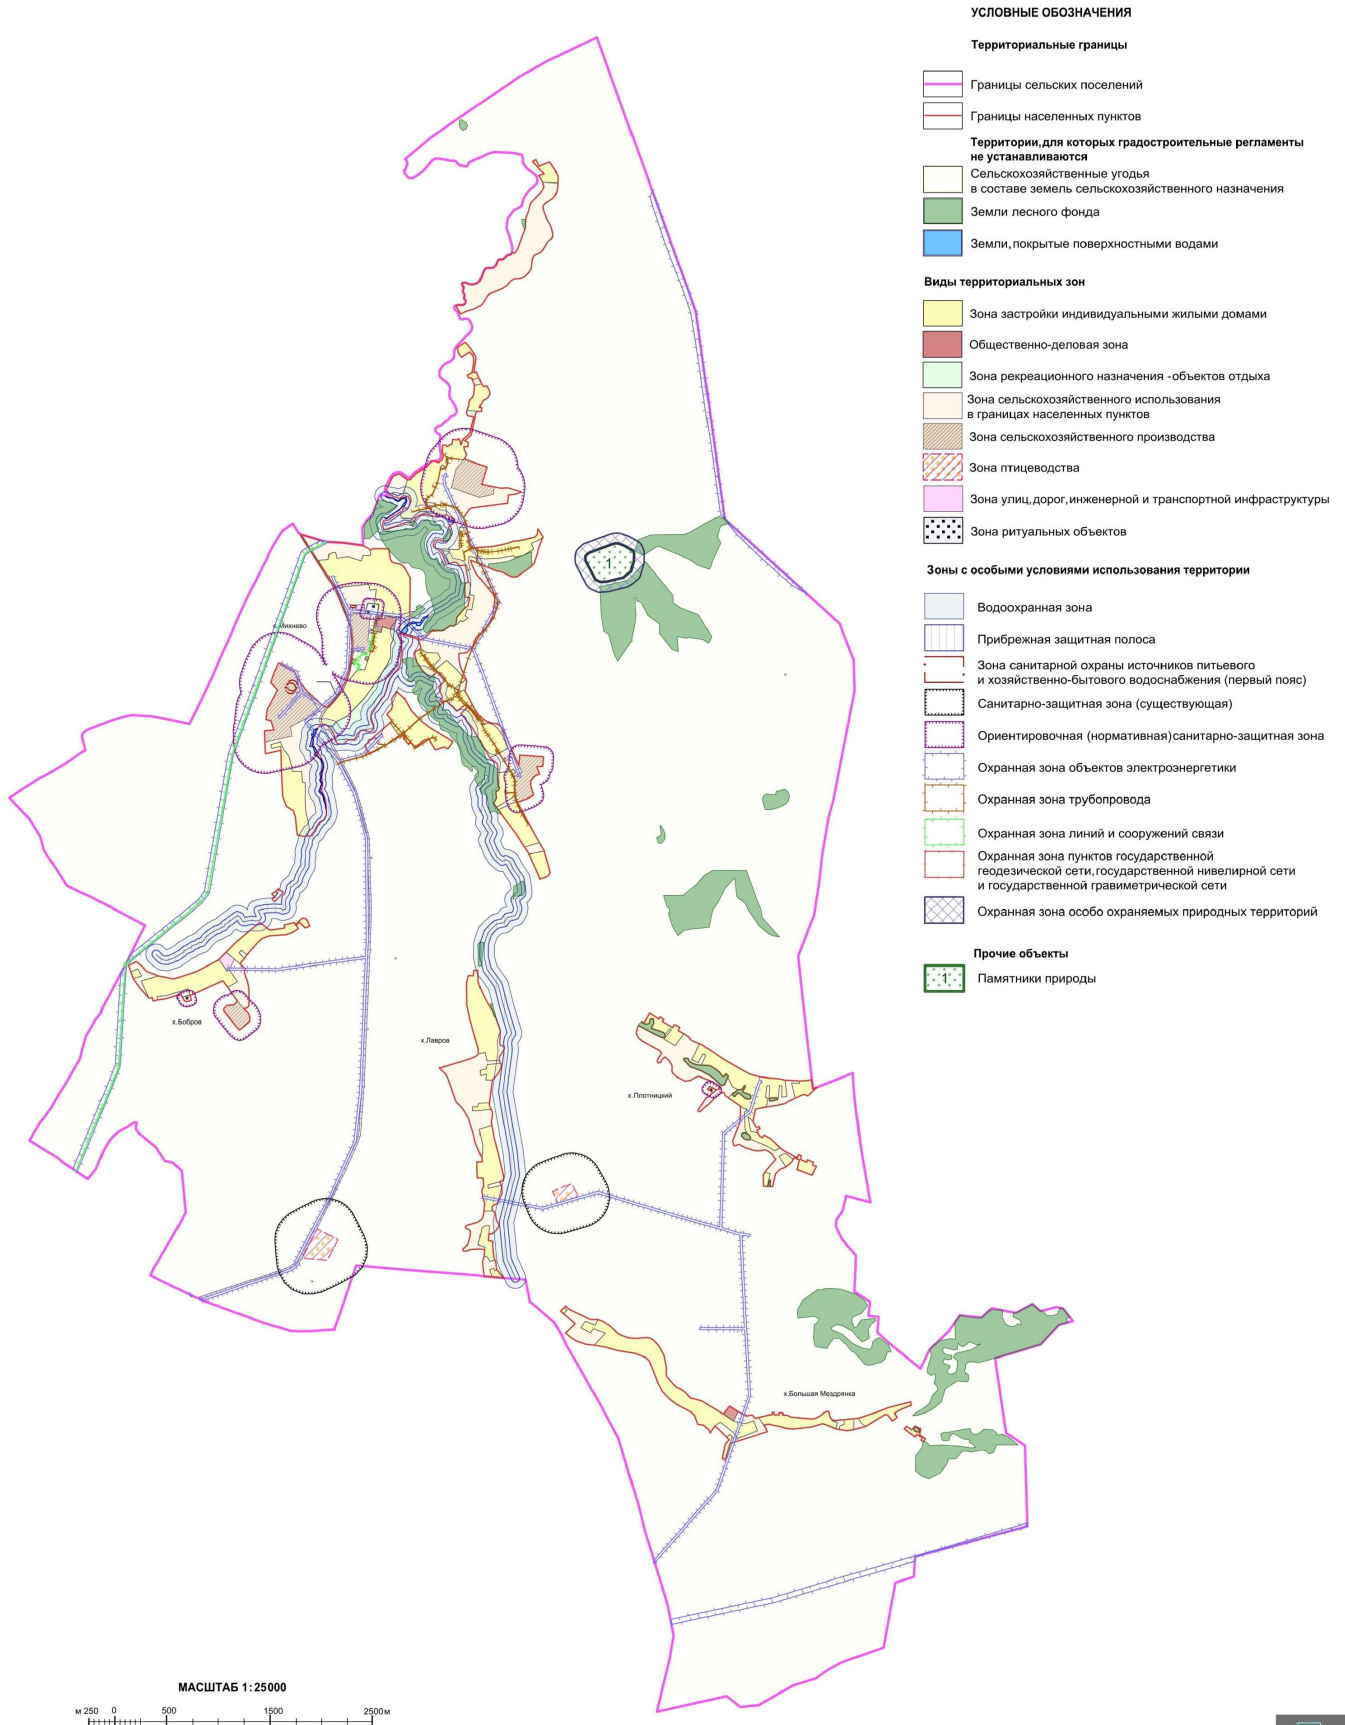 УСЛОВНЫЕ ОБОЗНАЧЕНИЯ
Территориальные границы
Границы сельских поселений
Границы населенных пунктов
Территории,для которых градостроительные регламенты
не устанавливаются
Сельскохозяйственные угодья
в составе земель сельскохозяйственного назначения
Земли лесного фонда
Земли,покрытые поверхностными водами
Виды территориальных зон
Зона застройки индивидуальными жилыми домами
Общественно-деловая зона
Зона рекреационного назначения -объектов отдыха
Зона сельскохозяйственного использования
в границах населенных пунктов
Зона сельскохозяйственного производства
Зона птицеводства
Зона улиц,дорог,инженерной и транспортной инфраструктуры
Зона ритуальных объектов
Зоны с особыми условиями использования территории
Водоохранная зона
Прибрежная защитная полоса
Зона санитарной охраны источников питьевого
и хозяйственно-бытового водоснабжения (первый пояс)
Санитарно-защитная зона (существующая)
Ориентировочная (нормативная)санитарно-защитная зона
Охранная зона объектов электроэнергетики
Охранная зона трубопровода
Охранная зона линий и сооружений связи
Охранная зона пунктов государственной
геодезической сети,государственной нивелирной сети
и государственной гравиметрической сети
Охранная зона особо охраняемых природных территорий
Прочие объекты
1
Памятники природы
1
с.Михнево
х.Бобров
х.Лавров
х.Плотницкий
х.Большая Мездрянка
МАСШТАБ 1:25000
м 250 0 500 1500 2500м